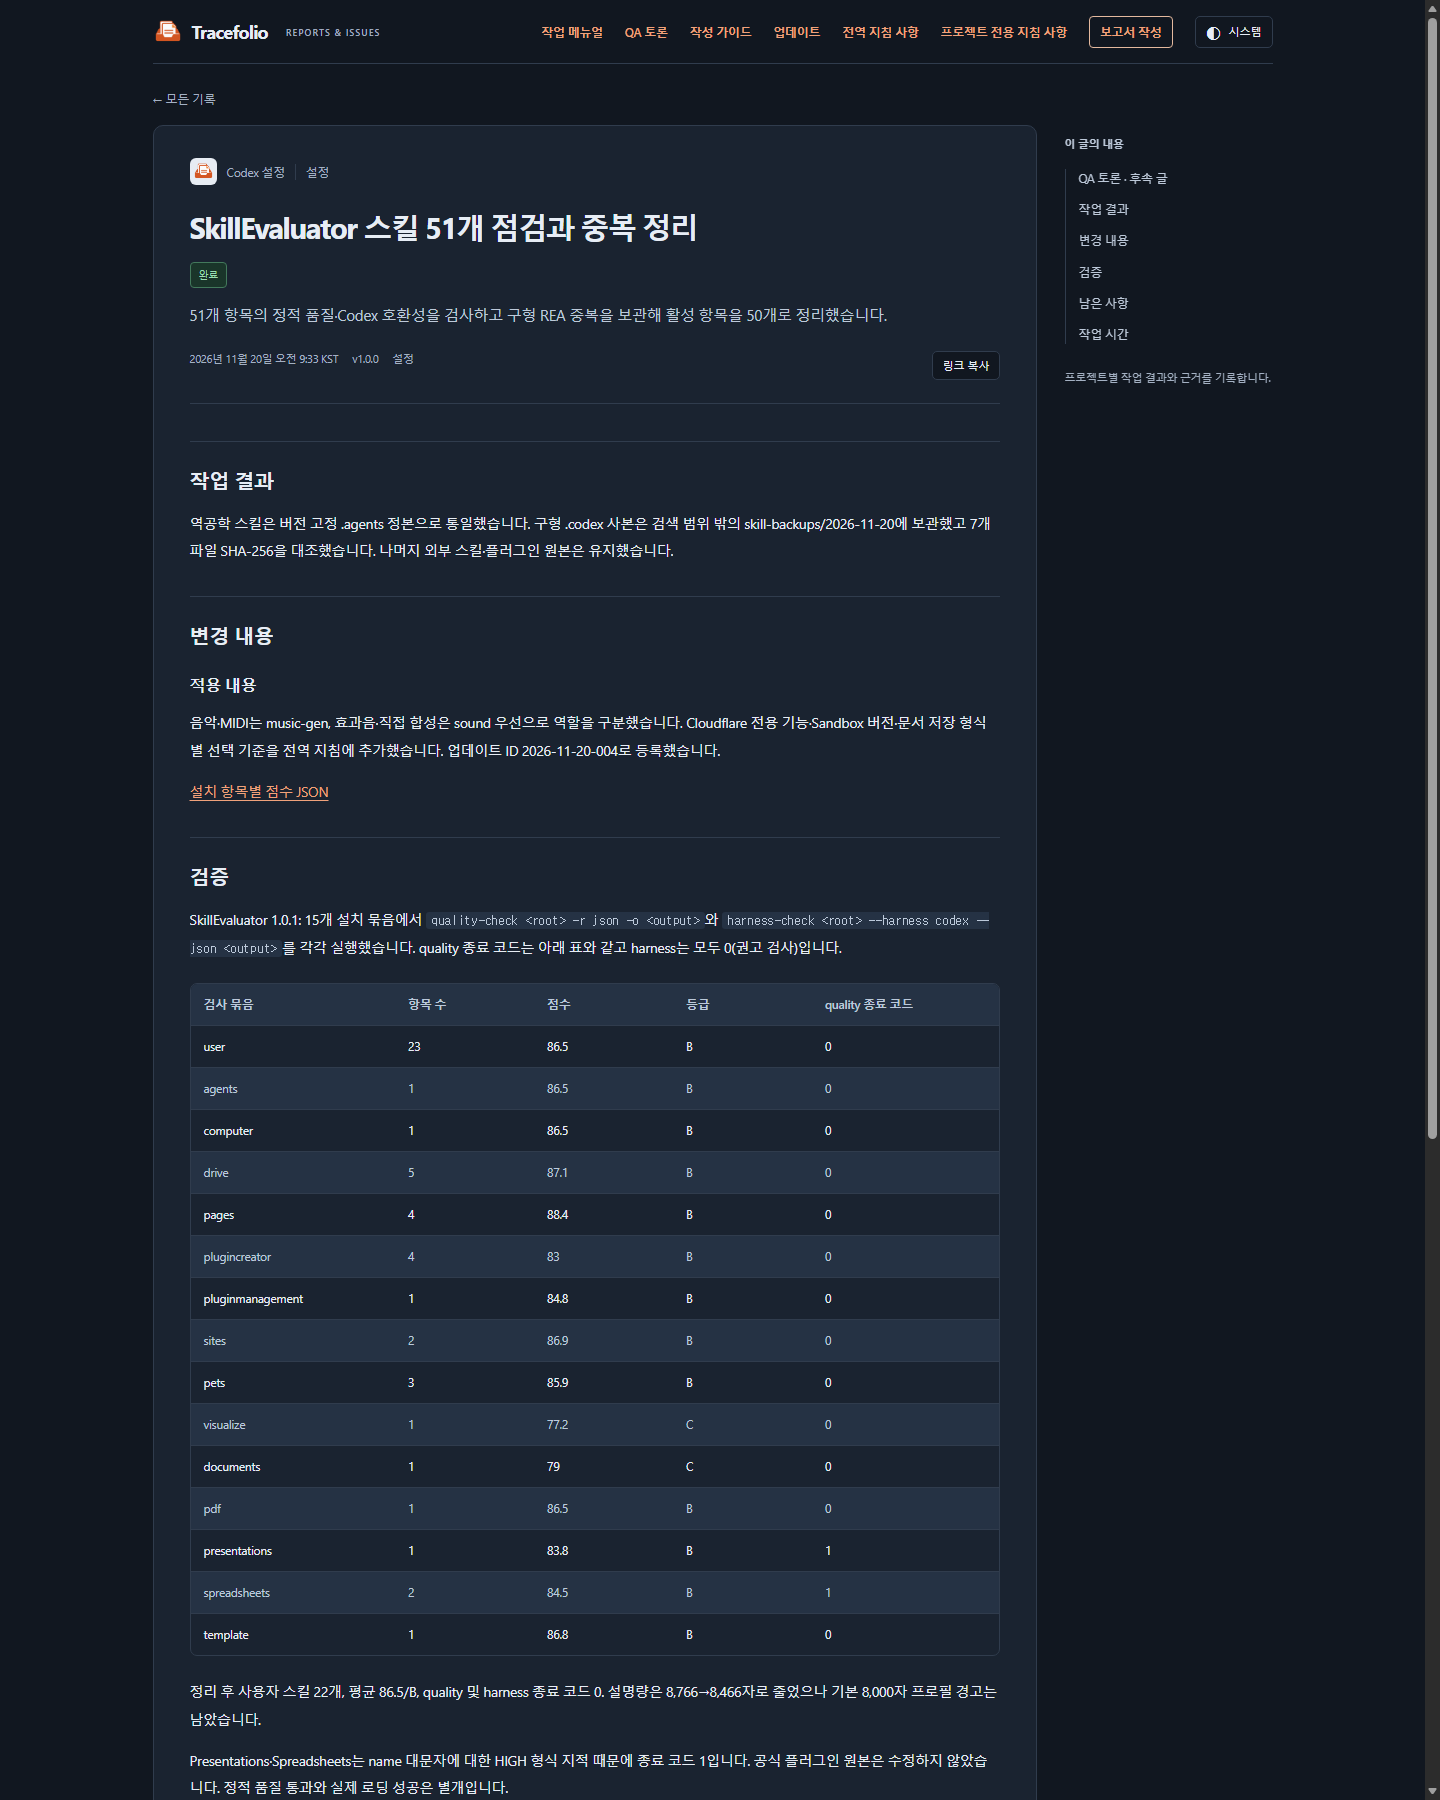 Tracefolio REPORTS & ISSUES 작업 메뉴얼 QA 토론 작성 가이드 업데이트 전역 지침 사항 프로젝트 전용 지침 사항 보고서 작성 시스템
← 모든 기록
Codex 설정 설정
SkillEvaluator 스킬 51개 점검과 중복 정리
완료
51개 항목의 정적 품질·Codex 호환성을 검사하고 구형 REA 중복을 보관해 활성 항목을 50개로 정리했습니다.
2026년 11월 20일 오전 9:33 KST v1.0.0 설정
링크 복사
이 글의 내용
QA 토론 · 후속 글
작업 결과
변경 내용
검증
남은 사항
작업 시간
프로젝트별 작업 결과와 근거를 기록합니다.
작업 결과
역공학 스킬은 버전 고정 .agents 정본으로 통일했습니다. 구형 .codex 사본은 검색 범위 밖의 skill-backups/2026-11-20에 보관했고 7개
파일 SHA-256을 대조했습니다. 나머지 외부 스킬·플러그인 원본은 유지했습니다.
변경 내용
적용 내용
음악·MIDI는 music-gen, 효과음·직접 합성은 sound 우선으로 역할을 구분했습니다. Cloudflare 전용 기능·Sandbox 버전·문서 저장 형식
별 선택 기준을 전역 지침에 추가했습니다. 업데이트 ID 2026-11-20-004로 등록했습니다.
설치 항목별 점수 JSON
검증
SkillEvaluator 1.0.1: 15개 설치 묶음에서 quality-check <root> -r json -o <output> 와 harness-check <root> --harness codex --
json <output> 를 각각 실행했습니다. quality 종료 코드는 아래 표와 같고 harness는 모두 0(권고 검사)입니다.
검사 묶음 항목 수 점수 등급 quality 종료 코드
user 23 86.5 B 0
agents 1 86.5 B 0
computer 1 86.5 B 0
drive 5 87.1 B 0
pages 4 88.4 B 0
plugincreator 4 83 B 0
pluginmanagement 1 84.8 B 0
sites 2 86.9 B 0
pets 3 85.9 B 0
visualize 1 77.2 C 0
documents 1 79 C 0
pdf 1 86.5 B 0
presentations 1 83.8 B 1
spreadsheets 2 84.5 B 1
template 1 86.8 B 0
정리 후 사용자 스킬 22개, 평균 86.5/B, quality 및 harness 종료 코드 0. 설명량은 8,766→8,466자로 줄었으나 기본 8,000자 프로필 경고는
남았습니다.
Presentations·Spreadsheets는 name 대문자에 대한 HIGH 형식 지적 때문에 종료 코드 1입니다. 공식 플러그인 원본은 수정하지 않았습
니다. 정적 품질 통과와 실제 로딩 성공은 별개입니다.